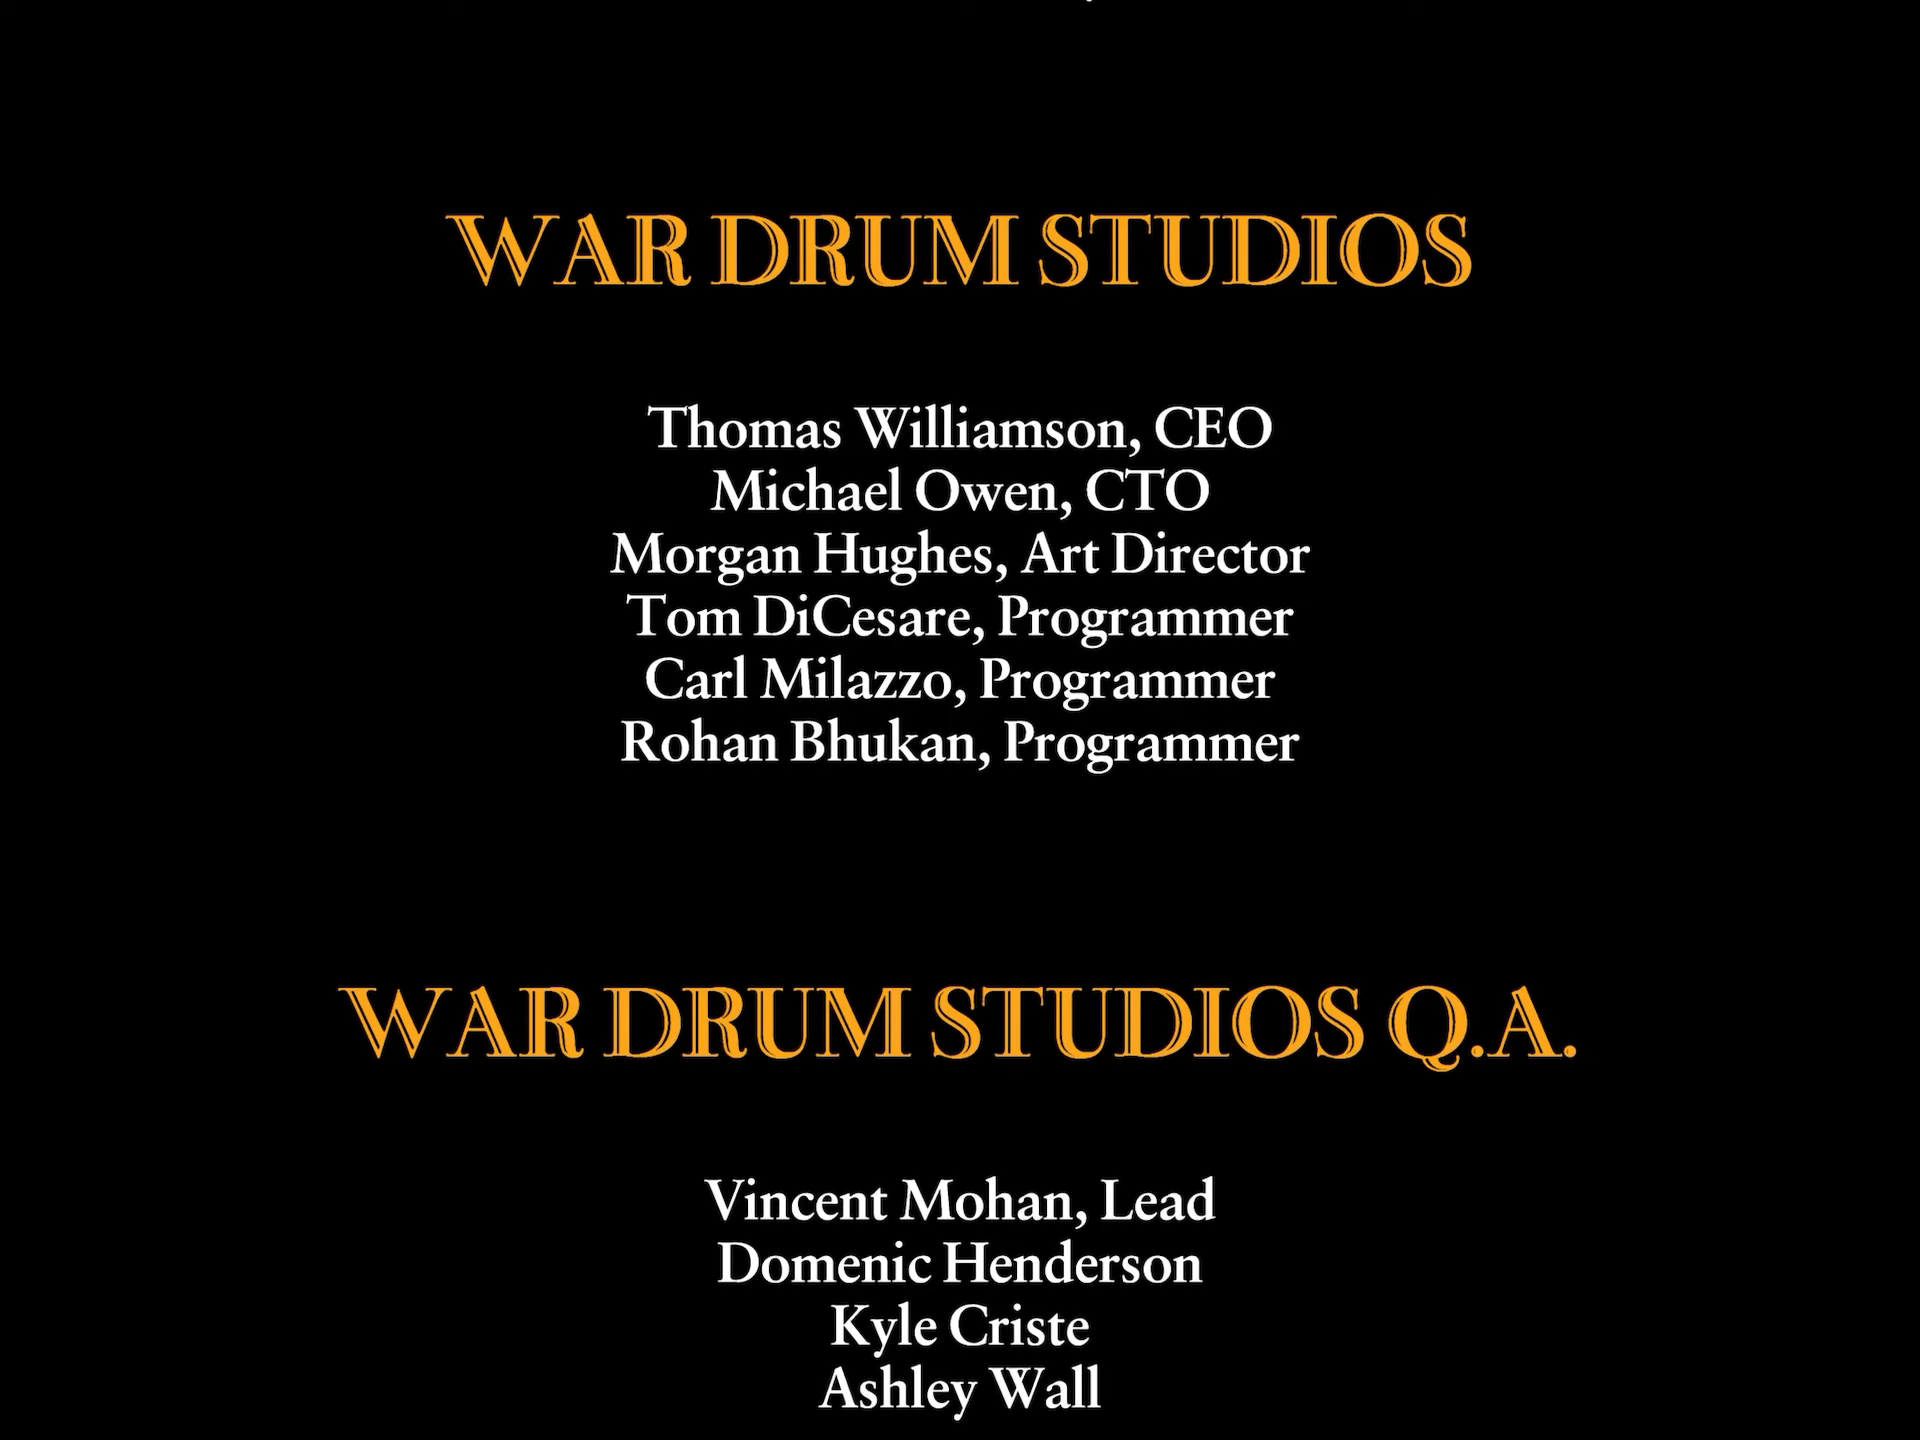 WAR DRUM STUDIOS
Thomas Williamson, CEO
Michael Owen, CTO
Morgan Hughes, Art Director
Tom DiCesare, Programmer
Carl Milazzo, Programmer
Rohan Bhukan, Programmer
WAR DRUM STUDIOS Q.A.
Vincent Mohan, Lead
Domenic Henderson
Kyle Criste
Ashley Wall